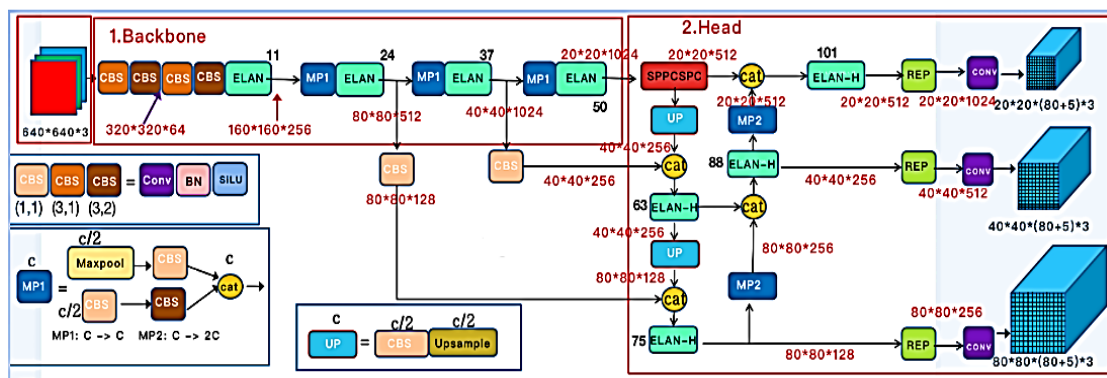 1.Backbone
2.Head
11
24
37
20*20*1024
20*20*512
101
CBS CBS CBS CBS ELAN
MP1 ELAN
MP1 ELAN
MP1 ELAN
SPPCSPC
cat
ELAN-H
REP
CONV
50
640*640*3
320*320*64
160*160*256
80*80*512
40*40*1024
20*20*512
20*20*512
20*20*1024
20*20*(80+5)*3
UP
MP2
40*40*256
CBS
CBS
40*40*256
cat
88
ELAN-H
40*40*256
REP
CONV
40*40*512
40*40*(80+5)*3
80*80*128
63
ELAN-H
cat
40*40*256
UP
80*80*256
80*80*128
MP2
cat
75
ELAN-H
80*80*128
80*80*256
REP
CONV
80*80*(80+5)*3
CBS CBS CBS = Conv BN SILU
(1,1) (3,1) (3,2)
c/2
c
Maxpool
CBS
c
MP1 =
cat
c/2
CBS
CBS
MP1: C -> C MP2: C -> 2C
c c/2 c/2
UP = CBS Upsample